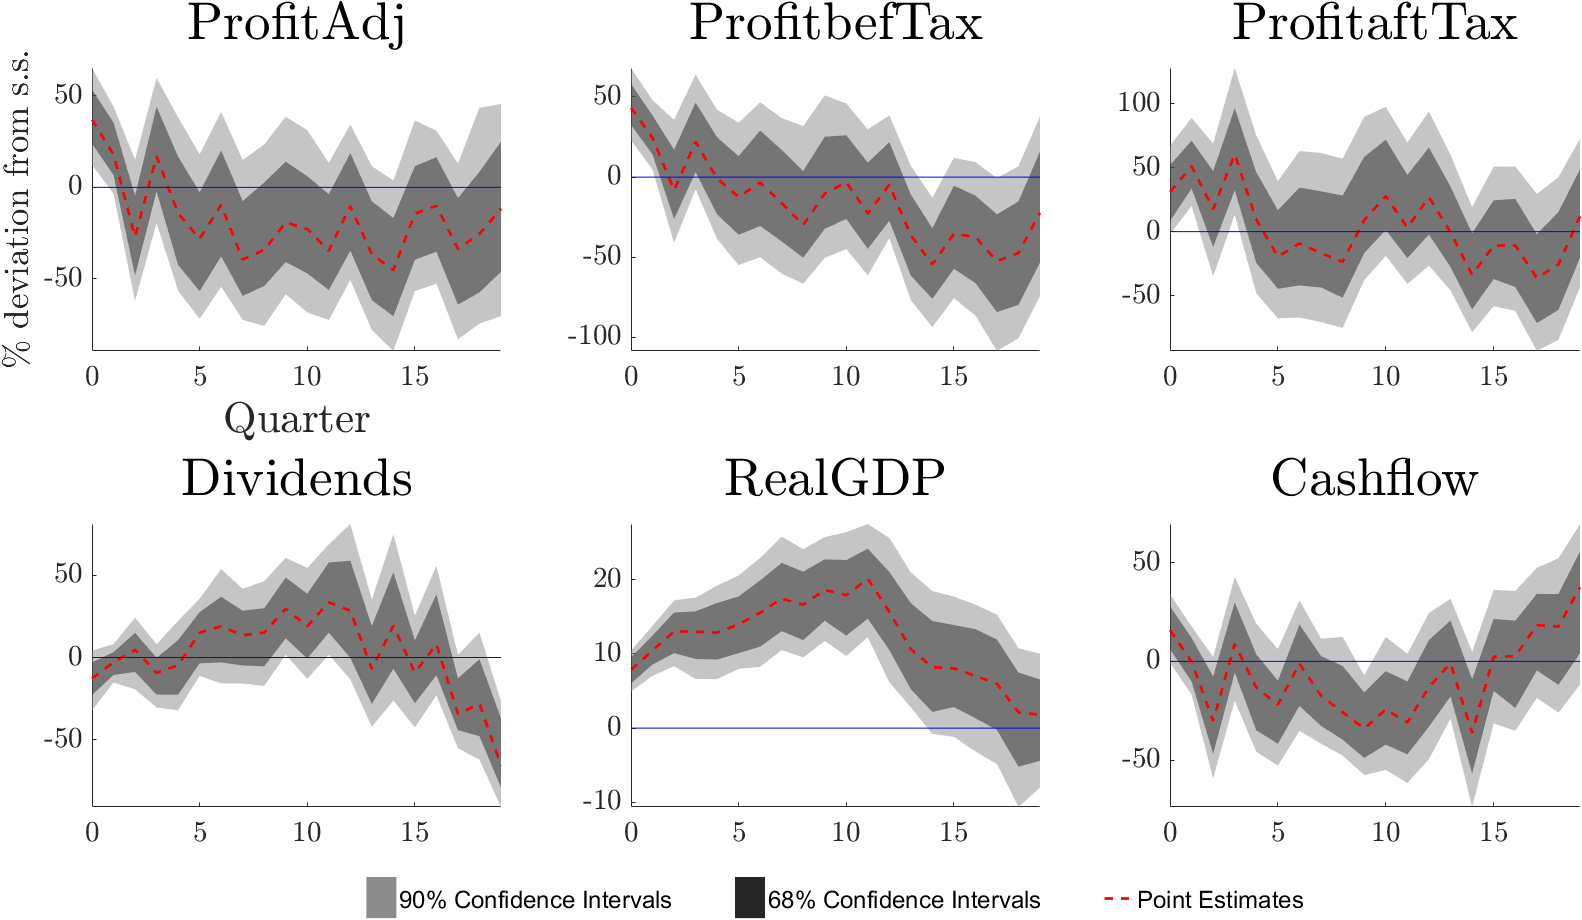 ProfitAdj
ProfitbefTax
ProfitaftTax
% deviation from s.s.
50
0
-50
0 5 10 15
50
0
-50
-100
0 5 10 15
100
50
0
-50
0 5 10 15
Quarter
Dividends
RealGDP
Cashflow
50
0
-50
0 5 10 15
20
10
0
-10
0 5 10 15
50
0
-50
0 5 10 15
90% Confidence Intervals
68% Confidence Intervals
Point Estimates